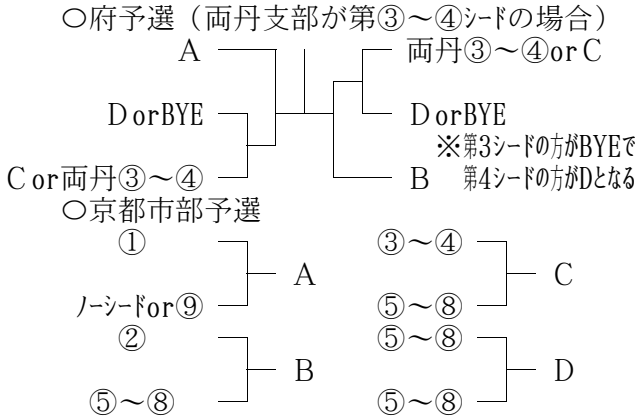 ○府予選（両丹支部が第③～④シードの場合）
A
両丹③～④orC
DorBYE
DorBYE
※第3シードの方がBYEで
第4シードの方がDとなる
Cor両丹③～④
B
○京都市部予選
①
③～④
A
C
ノーシードor⑨
⑤～⑧
②
⑤～⑧
B
D
⑤～⑧
⑤～⑧